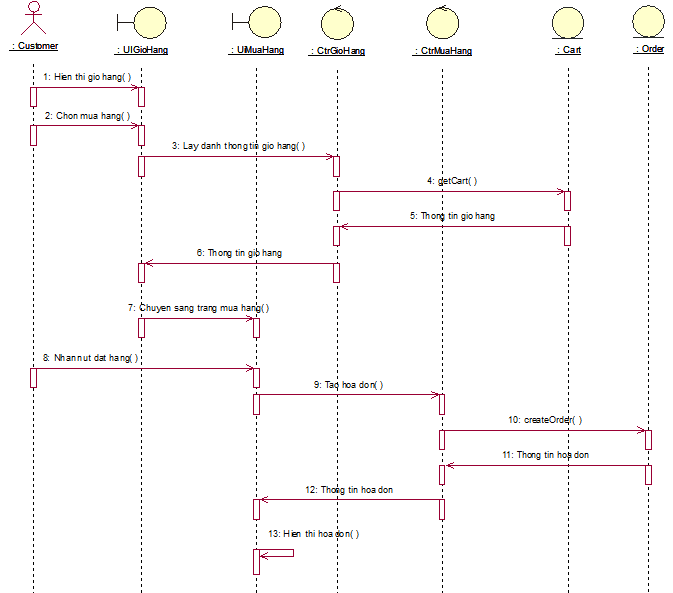 : Customer
: UIGioHang
: UiMuaHang
: CtrGioHang
: CtrMuaHang
: Cart
: Order
1: Hien thi gio hang( )
2: Chon mua hang( )
3: Lay danh thong tin gio hang( )
4: getCart( )
5: Thong tin gio hang
6: Thong tin gio hang
7: Chuyen sang trang mua hang( )
8: Nhan nut dat hang( )
9: Tao hoa don( )
10: createOrder( )
11: Thong tin hoa don
12: Thong tin hoa don
13: Hien thi hoa don( )